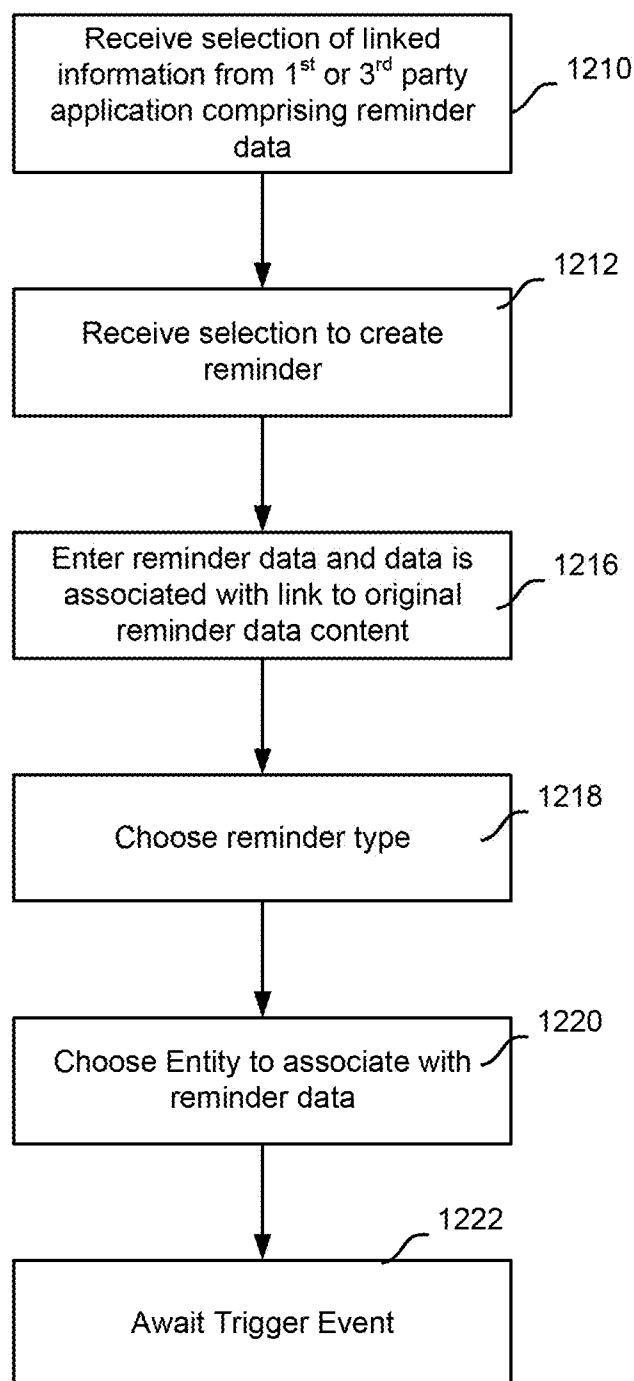 Receive selection of linked
information from 1st or 3rd party
application comprising reminder
data
1210
1212
Receive selection to create
reminder
Enter reminder data and data is
associated with link to original
reminder data content
1216
1218
Choose reminder type
1220
Choose Entity to associate with
reminder data
1222
Await Trigger Event